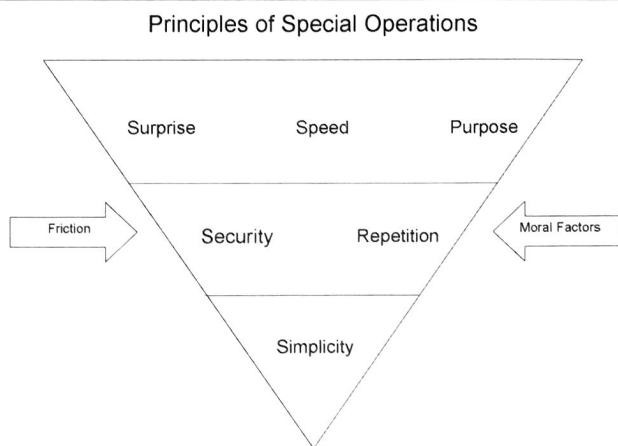 Principles of Special Operations
Surprise Speed Purpose
Friction
Security Repetition
Moral Factors
Simplicity